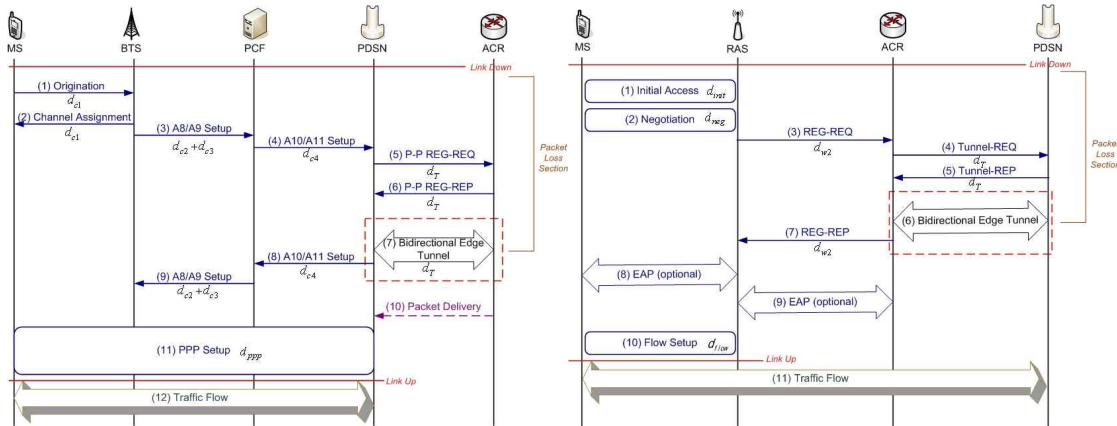 MS
BTS
PCF
PDSN
ACR
Link Down
(1) Origination
d_c1
(2) Channel Assignment
d_c1
(3) A8/A9 Setup
d_c2 + d_c3
(4) A10/A11 Setup
d_c4
(5) P-P REG-REQ
d_T
(6) P-P REG-REP
d_T
Packet
Loss
Section
(7) Bidirectional Edge
Tunnel
d_T
(8) A10/A11 Setup
d_c4
(9) A8/A9 Setup
d_c2 + d_c3
(10) Packet Delivery
(11) PPP Setup d_ppp
Link Up
(12) Traffic Flow
MS
RAS
ACR
PDSN
Link Down
(1) Initial Access d_init
(2) Negotiation d_neg
(3) REG-REQ
d_w2
(4) Tunnel-REQ
d_T
(5) Tunnel-REP
d_T
Packe
Loss
Section
(6) Bidirectional Edge Tunnel
(7) REG-REP
d_w2
(8) EAP (optional)
(9) EAP (optional)
(10) Flow Setup d_flow
Link Up
(11) Traffic Flow